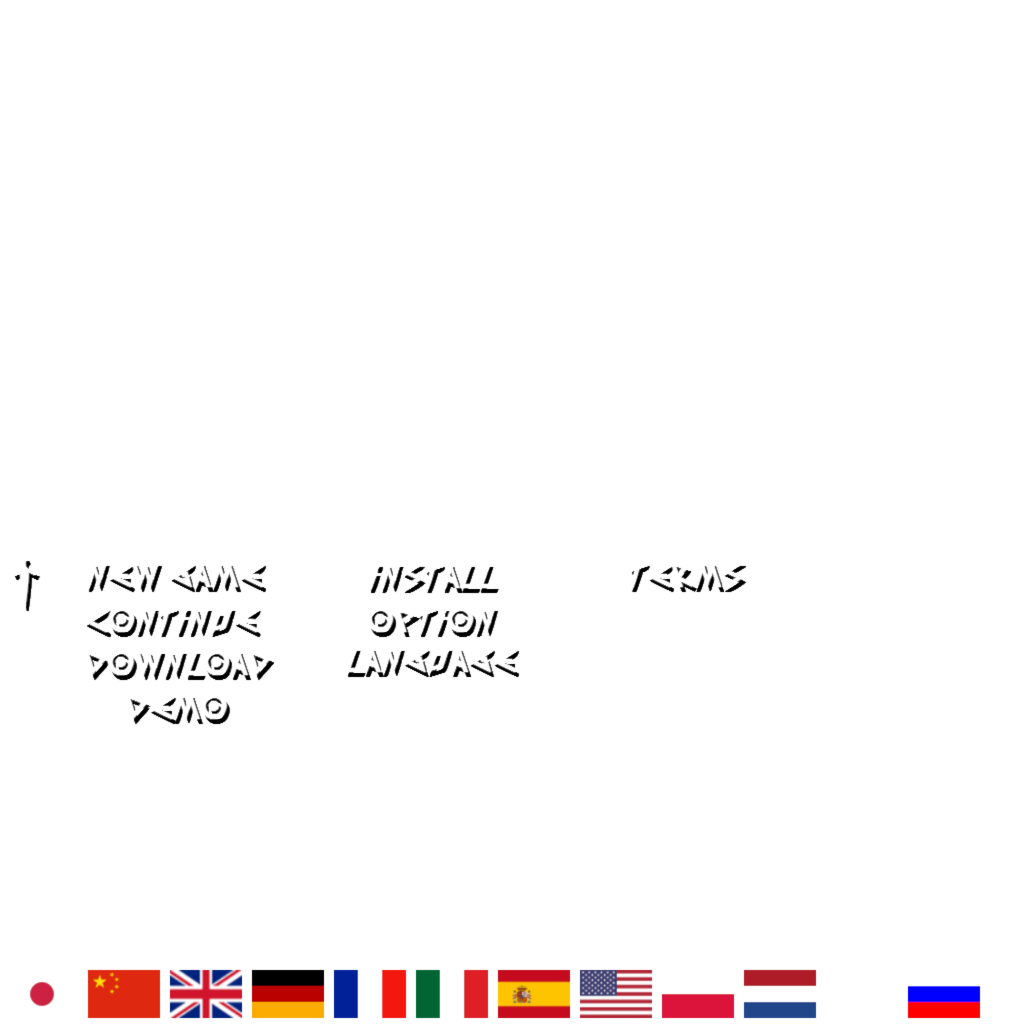 NEW GAME
CONTINUE
DOWNLOAD
DEMO
INSTALL
OPTION
LANGUAGE
TERMS